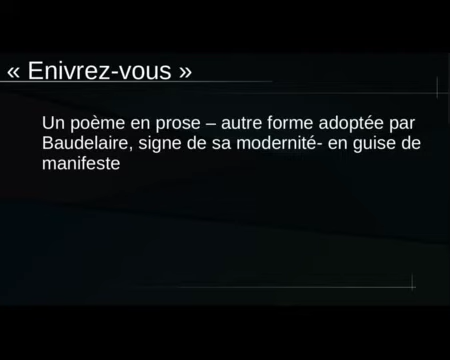 « Enivrez-vous »
Un poème en prose – autre forme adoptée par
Baudelaire, signe de sa modernité- en guise de
manifeste